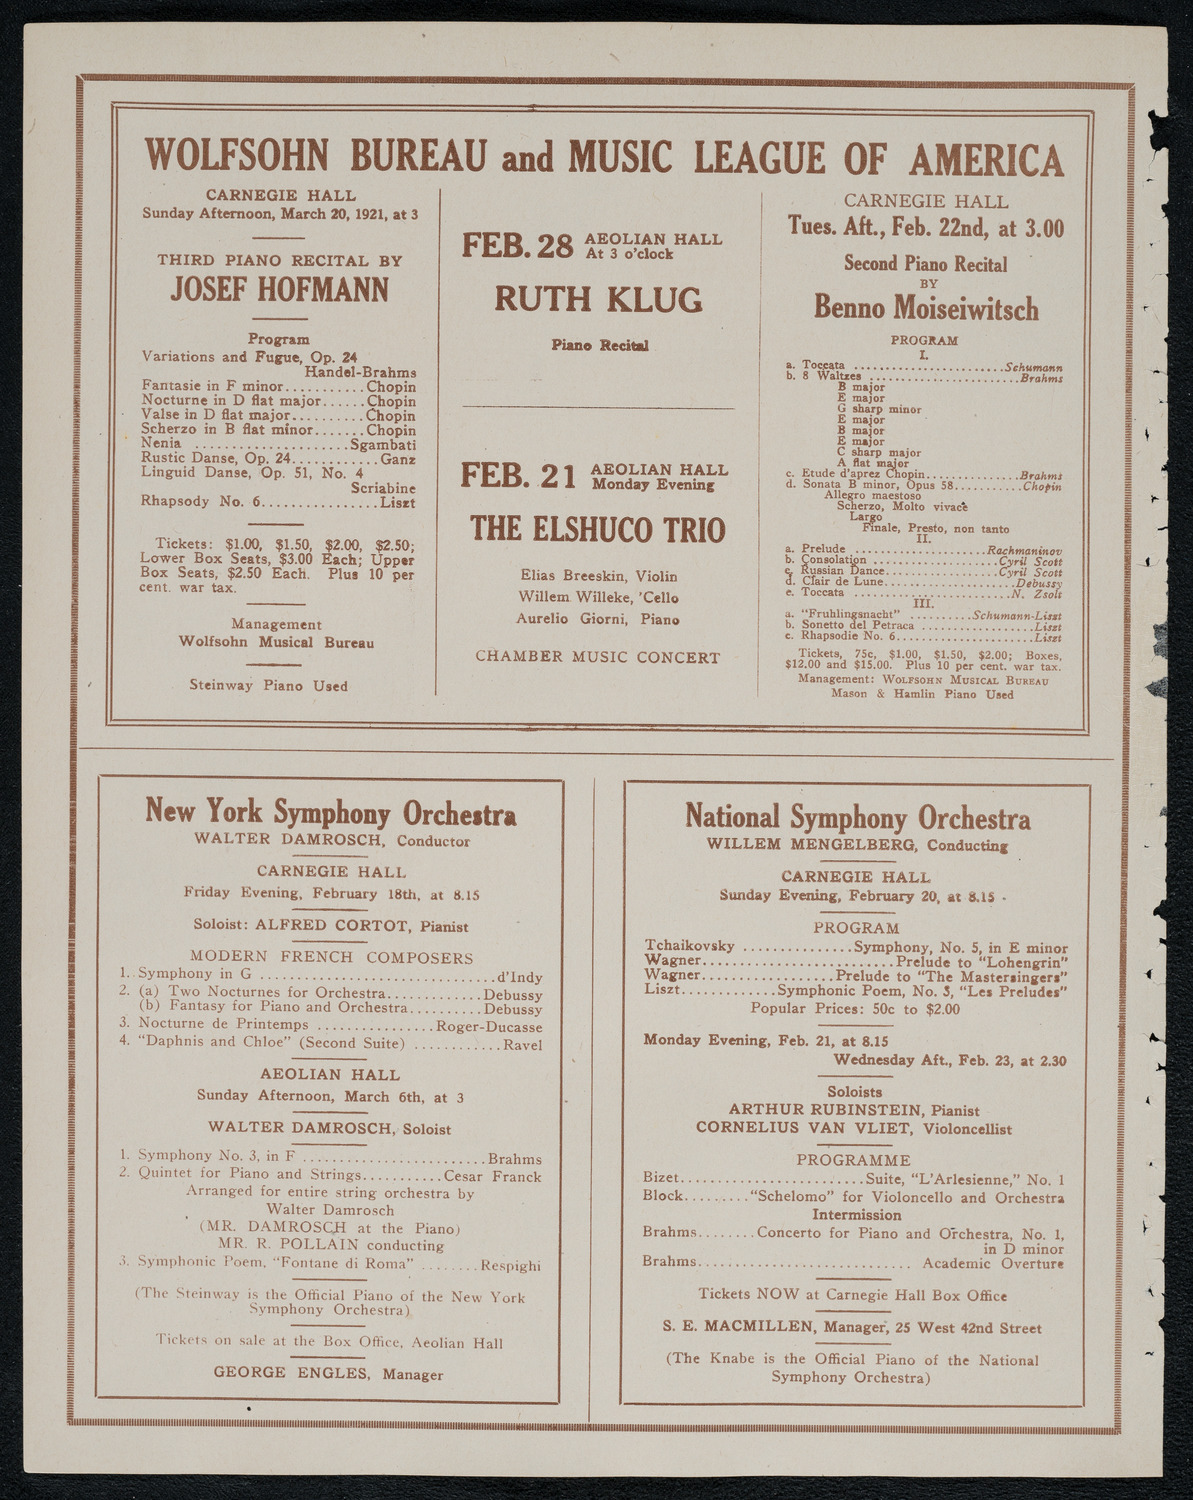 WOLFSOHN BUREAU and MUSIC LEAGUE OF AMERICA
CARNEGIE HALL
Sunday Afternoon, March 20, 1921, at 3
THIRD PIANO RECITAL BY
JOSEF HOFMANN
Program
Variations and Fugue, Op. 24
Handel-Brahms
Fantasie in F minor...........Chopin
Nocturne in D flat major......Chopin
Valse in D flat major..........Chopin
Scherzo in B flat minor.......Chopin
Nenia .....................Sgambati
Rustic Danse, Op. 24............Ganz
Linguid Danse, Op. 51, No. 4
Scriabine
Rhapsody No. 6................Liszt
Tickets: $1.00, $1.50, $2.00, $2.50;
Lower Box Seats, $3.00 Each; Upper
Box Seats, $2.50 Each. Plus 10 per
cent. war tax.
Management
Wolfsohn Musical Bureau
Steinway Piano Used
FEB. 28 AEOLIAN HALL
At 3 o'clock
RUTH KLUG
Piano Recital
FEB. 21 AEOLIAN HALL
Monday Evening
THE ELSHUCO TRIO
Elias Breeskin, Violin
Willem Willeke, 'Cello
Aurelio Giorni, Piano
CHAMBER MUSIC CONCERT
CARNEGIE HALL
Tues. Aft., Feb. 22nd, at 3.00
Second Piano Recital
BY
Benno Moiseiwitsch
PROGRAM
I.
a. Toccata ........................Schumann
b. 8 Waltzes .......................Brahms
B major
E major
G sharp minor
E major
B major
E major
C sharp major
A flat major
c. Etude d'aprez Chopin..............Brahms
d. Sonata B minor, Opus 58..........Chopin
Allegro maestoso
Scherzo, Molto vivace
Largo
Finale, Presto, non tanto
II.
a. Prelude ......................Rachmaninov
b. Consolation ...................Cyril Scott
c. Russian Dance.................Cyril Scott
d. Clair de Lune......................Debussy
e. Toccata ..........................N. Zsolt
III.
a. "Fruhlingsnacht" ..........Schumann-Liszt
b. Sonetto del Petraca ...................Liszt
c. Rhapsodie No. 6.......................Liszt
Tickets, 75c, $1.00, $1.50, $2.00; Boxes,
$12.00 and $15.00. Plus 10 per cent. war tax.
Management: WOLFSOHN MUSICAL BUREAU
Mason & Hamlin Piano Used
New York Symphony Orchestra
WALTER DAMROSCH, Conductor
CARNEGIE HALL
Friday Evening, February 18th, at 8.15
Soloist: ALFRED CORTOT, Pianist
MODERN FRENCH COMPOSERS
1. Symphony in G .............................d'Indy
2. (a) Two Nocturnes for Orchestra............Debussy
(b) Fantasy for Piano and Orchestra..........Debussy
3. Nocturne de Printemps ...............Roger-Ducasse
4. "Daphnis and Chloe" (Second Suite) ............Ravel
AEOLIAN HALL
Sunday Afternoon, March 6th, at 3
WALTER DAMROSCH, Soloist
1. Symphony No. 3, in F ........................Brahms
2. Quintet for Piano and Strings...........Cesar Franck
Arranged for entire string orchestra by
Walter Damrosch
(MR. DAMROSCH at the Piano)
MR. R. POLLAIN conducting
3. Symphonic Poem, "Fontane di Roma" ........Respighi
(The Steinway is the Official Piano of the New York
Symphony Orchestra)
Tickets on sale at the Box Office, Aeolian Hall
GEORGE ENGLES, Manager
National Symphony Orchestra
WILLEM MENGELBERG, Conducting
CARNEGIE HALL
Sunday Evening, February 20, at 8.15
PROGRAM
Tchaikovsky ...............Symphony, No. 5, in E minor
Wagner..........................Prelude to "Lohengrin"
Wagner..................Prelude to "The Mastersingers"
Liszt.............Symphonic Poem, No. 3, "Les Preludes"
Popular Prices: 50c to $2.00
Monday Evening, Feb. 21, at 8.15
Wednesday Aft., Feb. 23, at 2.30
Soloists
ARTHUR RUBINSTEIN, Pianist
CORNELIUS VAN VLIET, Violoncellist
PROGRAMME
Bizet.........................Suite, "L'Arlesienne," No. 1
Block........."Schelomo" for Violoncello and Orchestra
Intermission
Brahms........Concerto for Piano and Orchestra, No. 1,
in D minor
Brahms............................ Academic Overture
Tickets NOW at Carnegie Hall Box Office
S. E. MACMILLEN, Manager, 25 West 42nd Street
(The Knabe is the Official Piano of the National
Symphony Orchestra)